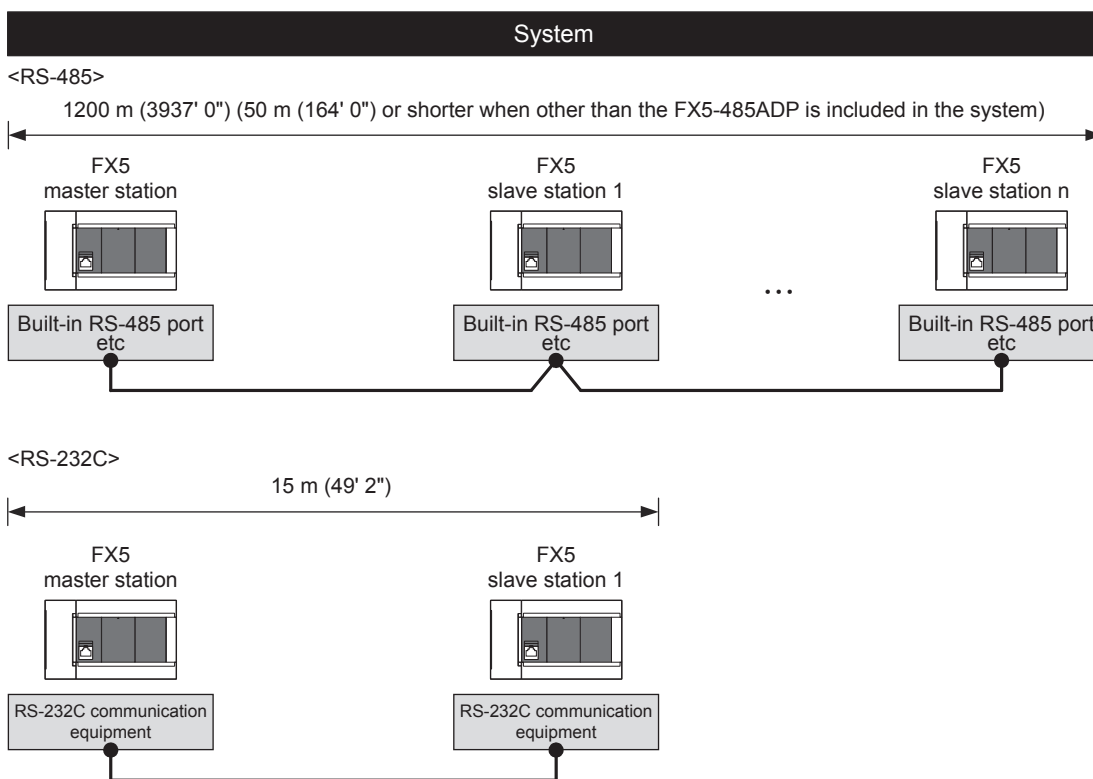 System
<RS-485>
1200 m (3937' 0") (50 m (164' 0") or shorter when other than the FX5-485ADP is included in the system)
FX5
master station
FX5
slave station 1
FX5
slave station n
...
Built-in RS-485 port
etc
Built-in RS-485 port
etc
Built-in RS-485 port
etc
<RS-232C>
15 m (49' 2")
FX5
master station
FX5
slave station 1
RS-232C communication
equipment
RS-232C communication
equipment